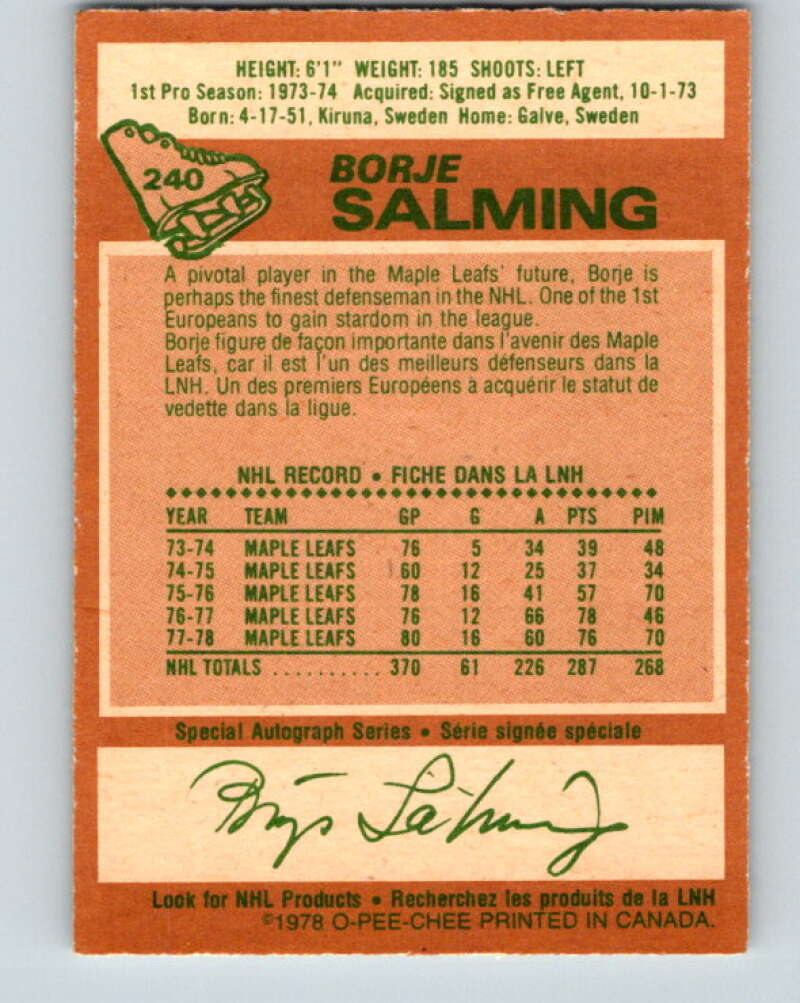 HEIGHT: 6'1" WEIGHT: 185 SHOOTS: LEFT
1st Pro Season: 1973-74 Acquired: Signed as Free Agent, 10-1-73
Born: 4-17-51, Kiruna, Sweden Home: Galve, Sweden
240
BORJE
SALMING
A pivotal player in the Maple Leafs' future, Borje is
perhaps the finest defenseman in the NHL. One of the 1st
Europeans to gain stardom in the league.
Borje figure de façon importante dans l'avenir des Maple
Leafs, car il est l'un des meilleurs défenseurs dans la
LNH. Un des premiers Européens à acquérir le statut de
vedette dans la ligue.
NHL RECORD • FICHE DANS LA LNH
YEAR TEAM GP G A PTS PIM
73-74 MAPLE LEAFS 76 5 34 39 48
74-75 MAPLE LEAFS 60 12 25 37 34
75-76 MAPLE LEAFS 78 16 41 57 70
76-77 MAPLE LEAFS 76 12 66 78 46
77-78 MAPLE LEAFS 80 16 60 76 70
NHL TOTALS .......... 370 61 226 287 268
Special Autograph Series • Série signée spéciale
Börje Salming
Look for NHL Products • Recherchez les produits de la LNH
©1978 O-PEE-CHEE PRINTED IN CANADA.